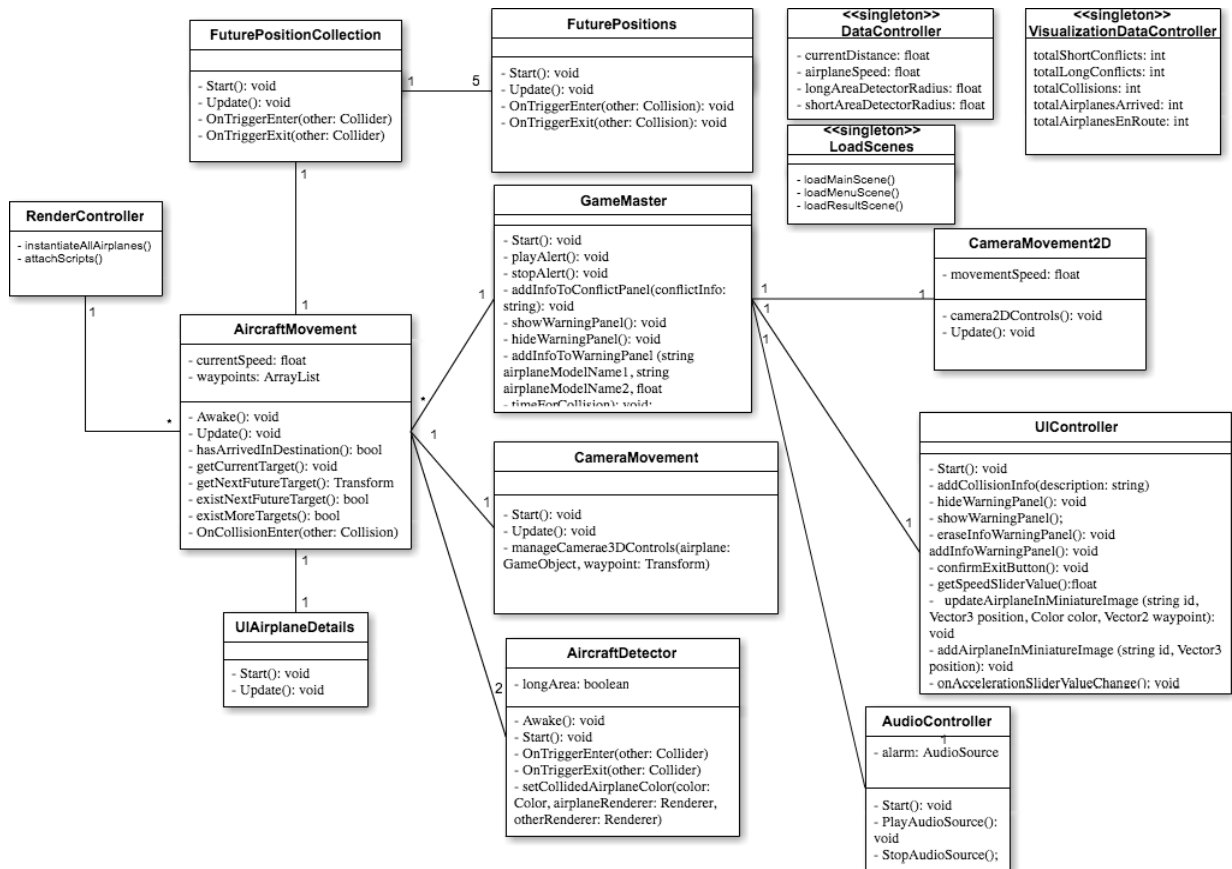 FuturePositionCollection
- Start(): void
- Update(): void
- OnTriggerEnter(other: Collider)
- OnTriggerExit(other: Collider)
1
5
FuturePositions
- Start(): void
- Update(): void
- OnTriggerEnter(other: Collision): void
- OnTriggerExit(other: Collision): void
<<singleton>>
DataController
- currentDistance: float
- airplaneSpeed: float
- longAreaDetectorRadius: float
- shortAreaDetectorRadius: float
<<singleton>>
VisualizationDataController
totalShortConflicts: int
totalLongConflicts: int
totalCollisions: int
totalAirplanesArrived: int
totalAirplanesEnRoute: int
<<singleton>>
LoadScenes
- loadMainScene()
- loadMenuScene()
- loadResultScene()
1
1
RenderController
- instantiateAllAirplanes()
- attachScripts()
1
*
AircraftMovement
- currentSpeed: float
- waypoints: ArrayList
- Awake(): void
- Update(): void
- hasArrivedInDestination(): bool
- getCurrentTarget(): void
- getNextFutureTarget(): Transform
- existNextFutureTarget(): bool
- existMoreTargets(): bool
- OnCollisionEnter(other: Collision)
1
1
UIAirplaneDetails
- Start(): void
- Update(): void
1
*
GameMaster
- Start(): void
- playAlert(): void
- stopAlert(): void
- addInfoToConflictPanel(conflictInfo:
string): void
- showWarningPanel(): void
- hideWarningPanel(): void
- addInfoToWarningPanel (string
airplaneModelName1, string
airplaneModelName2, float
- timeForCollision): void;
1
1
CameraMovement
- Start(): void
- Update(): void
- manageCamerae3DControls(airplane:
GameObject, waypoint: Transform)
2
AircraftDetector
- longArea: boolean
- Awake(): void
- Start(): void
- OnTriggerEnter(other: Collider)
- OnTriggerExit(other: Collider)
- setCollidedAirplaneColor(color:
Color, airplaneRenderer: Renderer,
otherRenderer: Renderer)
1
1
1
1
CameraMovement2D
- movementSpeed: float
- camera2DControls(): void
- Update(): void
1
UIController
- Start(): void
- addCollisionInfo(description: string)
- hideWarningPanel(): void
- showWarningPanel();
- eraseInfoWarningPanel(): void
addInfoWarningPanel(): void
- confirmExitButton(): void
- getSpeedSliderValue():float
- updateAirplaneInMiniatureImage (string id,
Vector3 position, Color color, Vector2 waypoint):
void
- addAirplaneInMiniatureImage (string id, Vector3
position): void
- onAccelerationSliderValueChange(): void
AudioController
1
- alarm: AudioSource
- Start(): void
- PlayAudioSource():
void
- StopAudioSource();